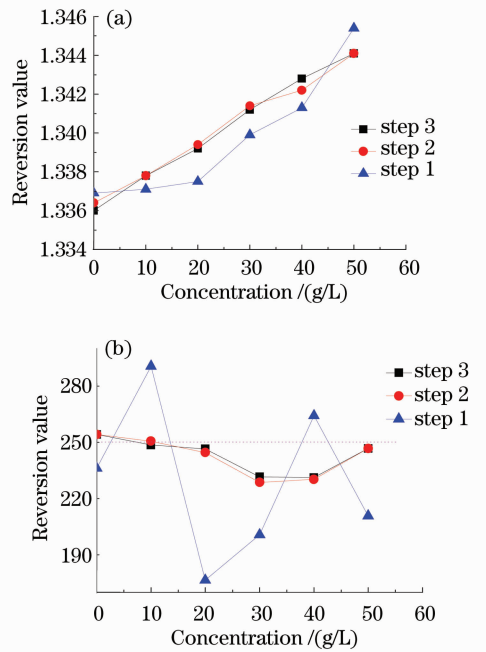 (a)
1.346
1.344
1.342
1.340
1.338
1.336
1.334
Reversion value
step 3
step 2
step 1
0 10 20 30 40 50 60
Concentration /(g/L)
(b)
280
250
220
190
Reversion value
step 3
step 2
step 1
0 10 20 30 40 50 60
Concentration /(g/L)